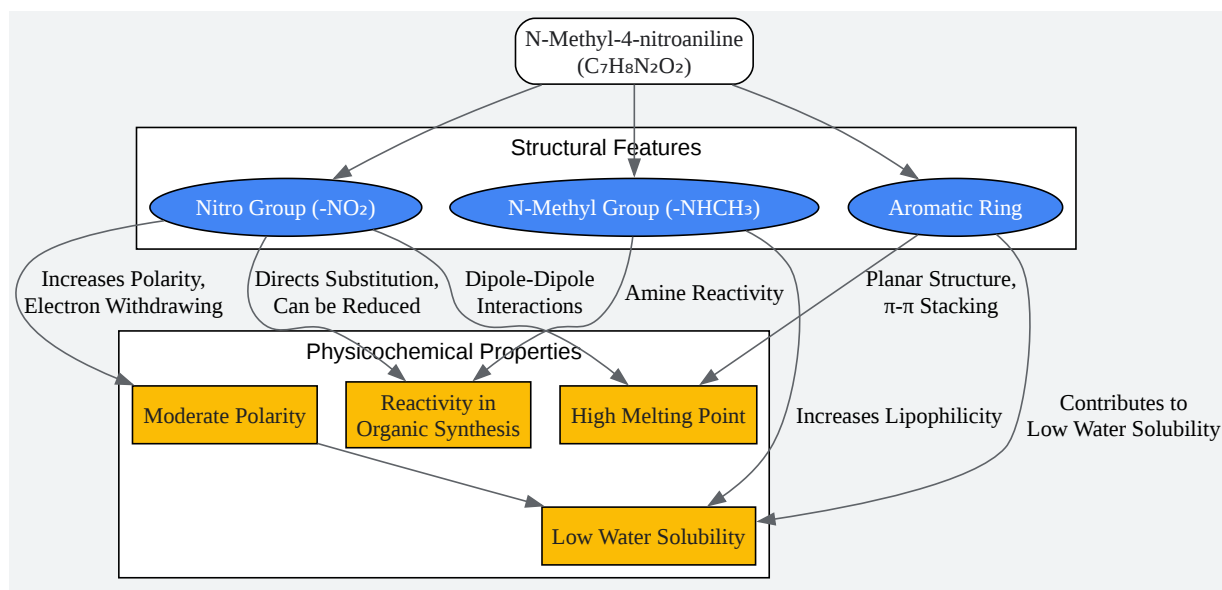 N-Methyl-4-nitroaniline
(C₇H₈N₂O₂)
Structural Features
Nitro Group (-NO₂)
N-Methyl Group (-NHCH₃)
Aromatic Ring
Increases Polarity,
Electron Withdrawing
Directs Substitution,
Can be Reduced
Dipole-Dipole
Interactions
Amine Reactivity
Planar Structure,
π-π Stacking
Physicochemical Properties
Moderate Polarity
Reactivity in
Organic Synthesis
High Melting Point
Increases Lipophilicity
Contributes to
Low Water Solubility
Low Water Solubility